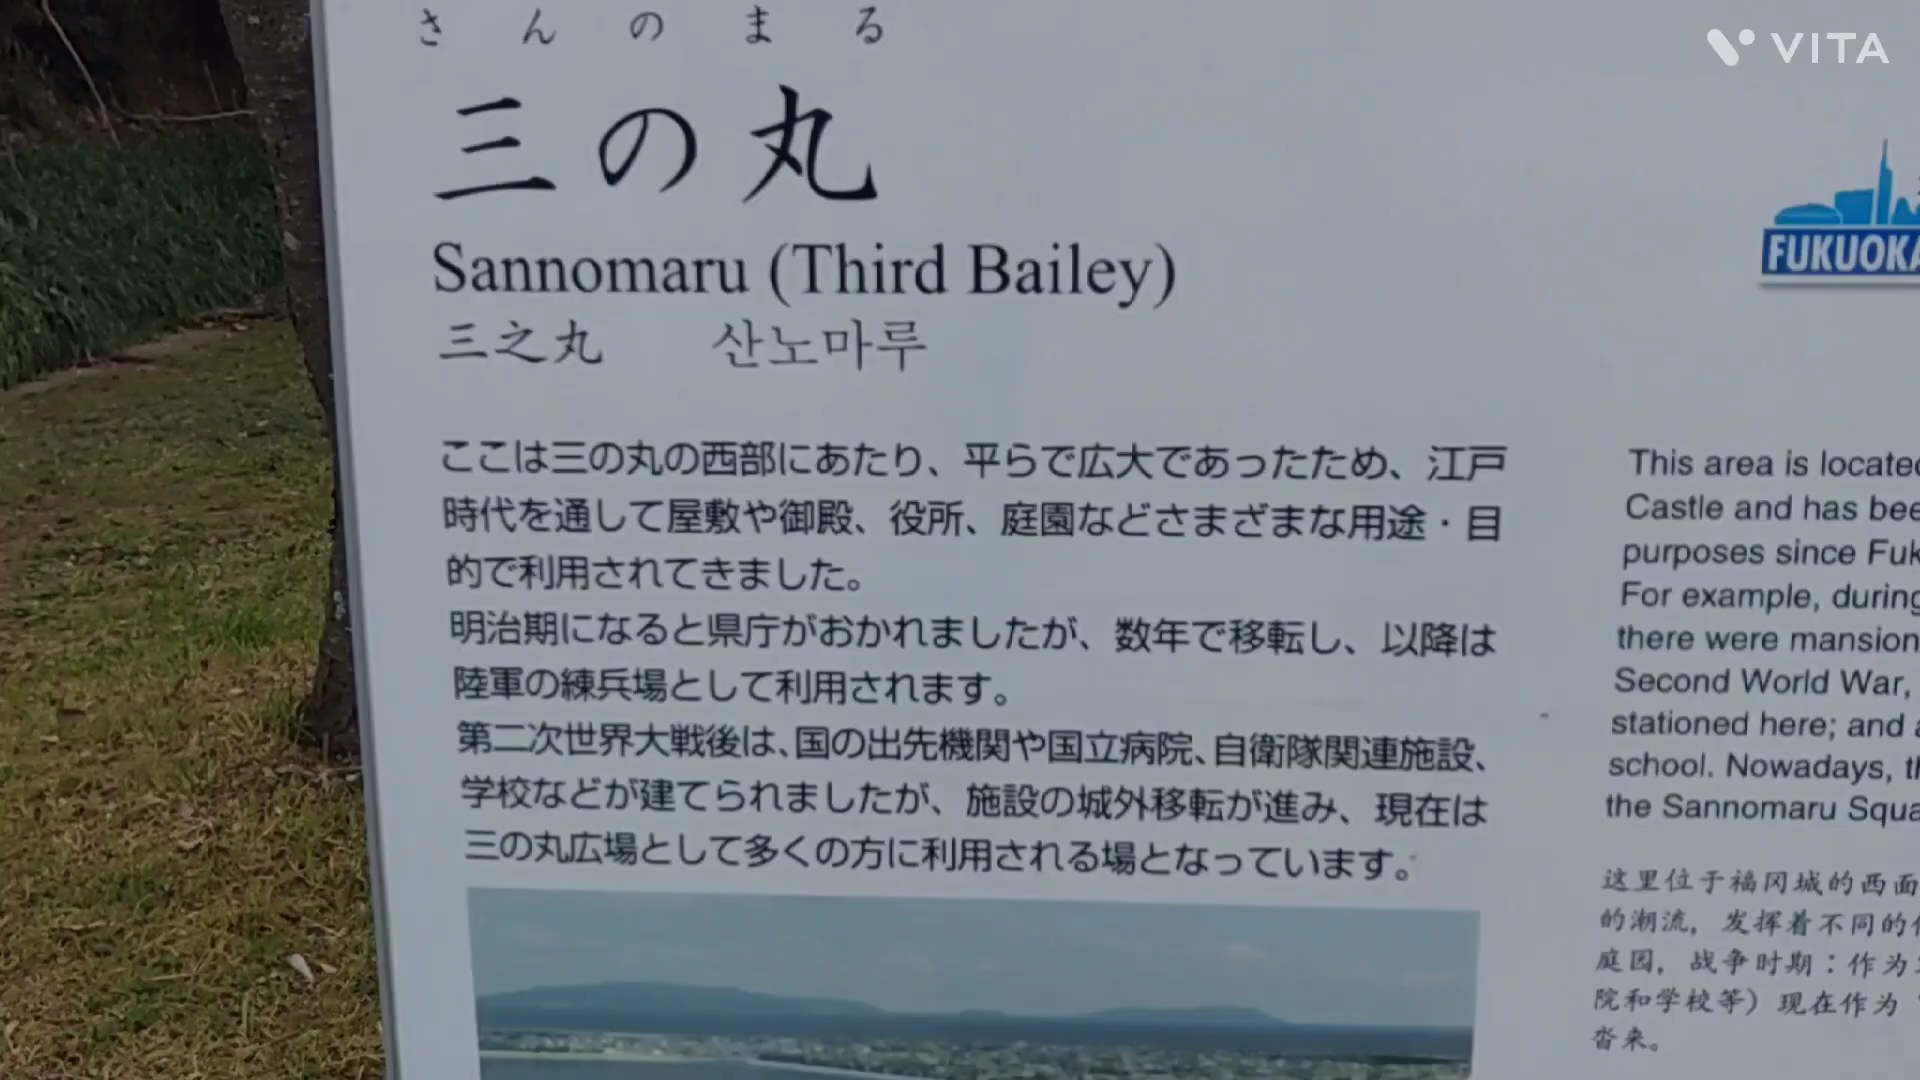 さんのまる
三の丸
Sannomaru (Third Bailey)
三之丸 산노마루
ここは三の丸の西部にあたり、平らで広大であったため、江戸
時代を通して屋敷や御殿、役所、庭園などさまざまな用途・目
的で利用されてきました。
明治期になると県庁がおかれましたが、数年で移転し、以降は
陸軍の練兵場として利用されます。
第二次世界大戦後は、国の出先機関や国立病院、自衛隊関連施設、
学校などが建てられましたが、施設の城外移転が進み、現在は
三の丸広場として多くの方に利用される場となっています。
VITA
FUKUOKA
This area is located
Castle and has bee
purposes since Fuk
For example, during
there were mansion
Second World War,
stationed here; and a
school. Nowadays, th
the Sannomaru Squa
这里位于福冈城的西面
的潮流，发挥着不同的
庭园，战争时期：作为
院和学校等）现在作为
沓来。